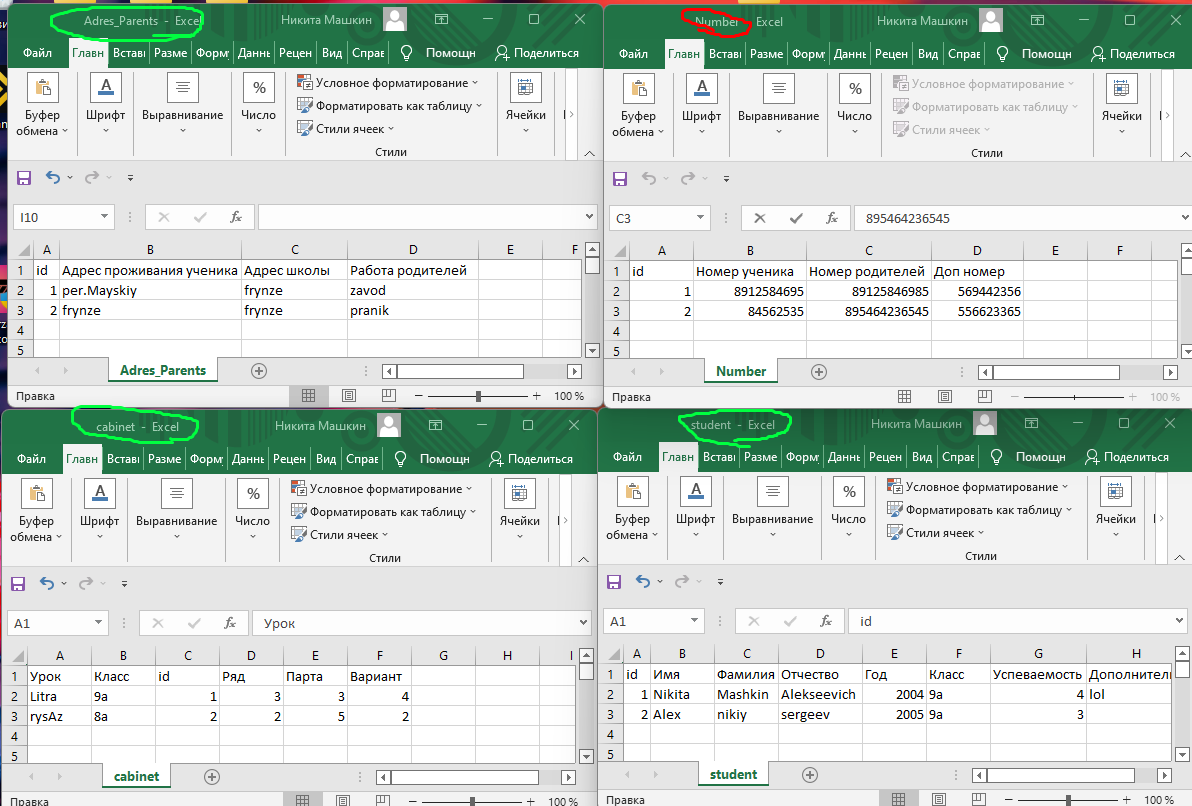 Adres_Parents - Excel Никита Машкин
Файл Главн Встав Разме Форм Даннь Рецен Вид Справ Помощн Поделиться
Буфер обмена Шрифт Выравнивание Число Условное форматирование Форматировать как таблицу Стили ячеек Ячейки
Стили
I10 fx
A B C D E F
1 id Адрес проживания ученика Адрес школы Работа родителей
2 1 per.Mayskiy frynze zavod
3 2 frynze frynze pranik
4
5
Adres_Parents
Правка 100 %
Number - Excel Никита Машкин
Файл Главн Встави Разме Форм Даннь Рецен Вид Справ Помощн Поделиться
Буфер обмена Шрифт Выравнивание Число Условное форматирование Форматировать как таблицу Стили ячеек Ячейки
Стили
C3 fx 895464236545
A B C D E F
1 id Номер ученика Номер родителей Доп номер
2 1 8912584695 89125846985 569442356
3 2 84562535 895464236545 556623365
4
5
Number
Правка 100 %
cabinet - Excel Никита Машкин
Файл Главн Встави Разме Форм Даннь Рецен Вид Справ Помощн Поделиться
Буфер обмена Шрифт Выравнивание Число Условное форматирование Форматировать как таблицу Стили ячеек Ячейки
Стили
A1 fx Урок
A B C D E F G H I
1 Урок Класс id Ряд Парта Вариант
2 Litra 9a 1 3 3 4
3 rysAz 8a 2 2 5 2
4
5
cabinet
Правка 100 %
student - Excel Никита Машкин
Файл Главн Встави Разме Форм Даннь Рецен Вид Справ Помощн Поделиться
Буфер обмена Шрифт Выравнивание Число Условное форматирование Форматировать как таблицу Стили ячеек Ячейки
Стили
A1 fx id
A B C D E F G H
1 id Имя Фамилия Отчество Год Класс Успеваемость Дополнител
2 1 Nikita Mashkin Alekseevich 2004 9a 4 lol
3 2 Alex nikiy sergeev 2005 9a 3
4
5
student
Правка 100 %